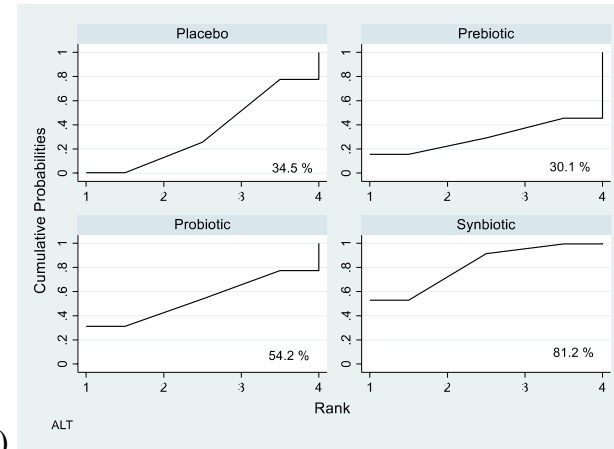 Placebo
Prebiotic
Cumulative Probabilities
0 .2 .4 .6 .8 1
34.5 %
1 2 3 4
0 .2 .4 .6 .8 1
30.1 %
1 2 3 4
Probiotic
Synbiotic
0 .2 .4 .6 .8 1
54.2 %
1 2 3 4
0 .2 .4 .6 .8 1
81.2 %
1 2 3 4
Rank
ALT
)